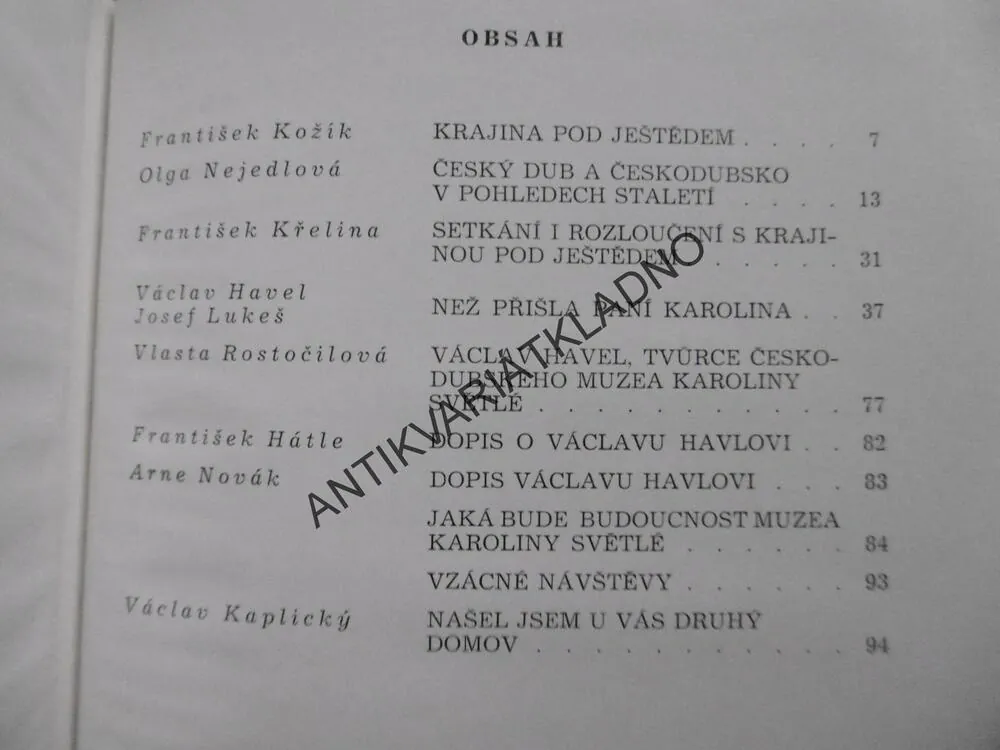 OBSAH
František Kožík KRAJINA POD JEŠTĚDEM . . . . 7
Olga Nejedlová ČESKÝ DUB A ČESKODUBSKO
V POHLEDECH STALETÍ . . . . 13
František Křelina SETKÁNÍ I ROZLOUČENÍ S KRAJI-
NOU POD JEŠTĚDEM . . . . . 31
Václav Havel
Josef Lukeš NEŽ PŘIŠLA PANÍ KAROLINA . . 37
Vlasta Rostočilová VÁCLAV HAVEL, TVŮRCE ČESKO-
DUBSKÉHO MUZEA KAROLINY
SVĚTLÉ . . . . . . . . . . . 77
František Hátle DOPIS O VÁCLAVU HAVLOVI . . 82
Arne Novák DOPIS VÁCLAVU HAVLOVI . . . 83
JAKÁ BUDE BUDOUCNOST MUZEA
KAROLINY SVĚTLÉ . . . . . . 84
VZÁCNÉ NÁVŠTĚVY . . . . . . 93
Václav Kaplický NAŠEL JSEM U VÁS DRUHÝ
DOMOV . . . . . . . . . . . 94
ANTIKVARIATKLADNO